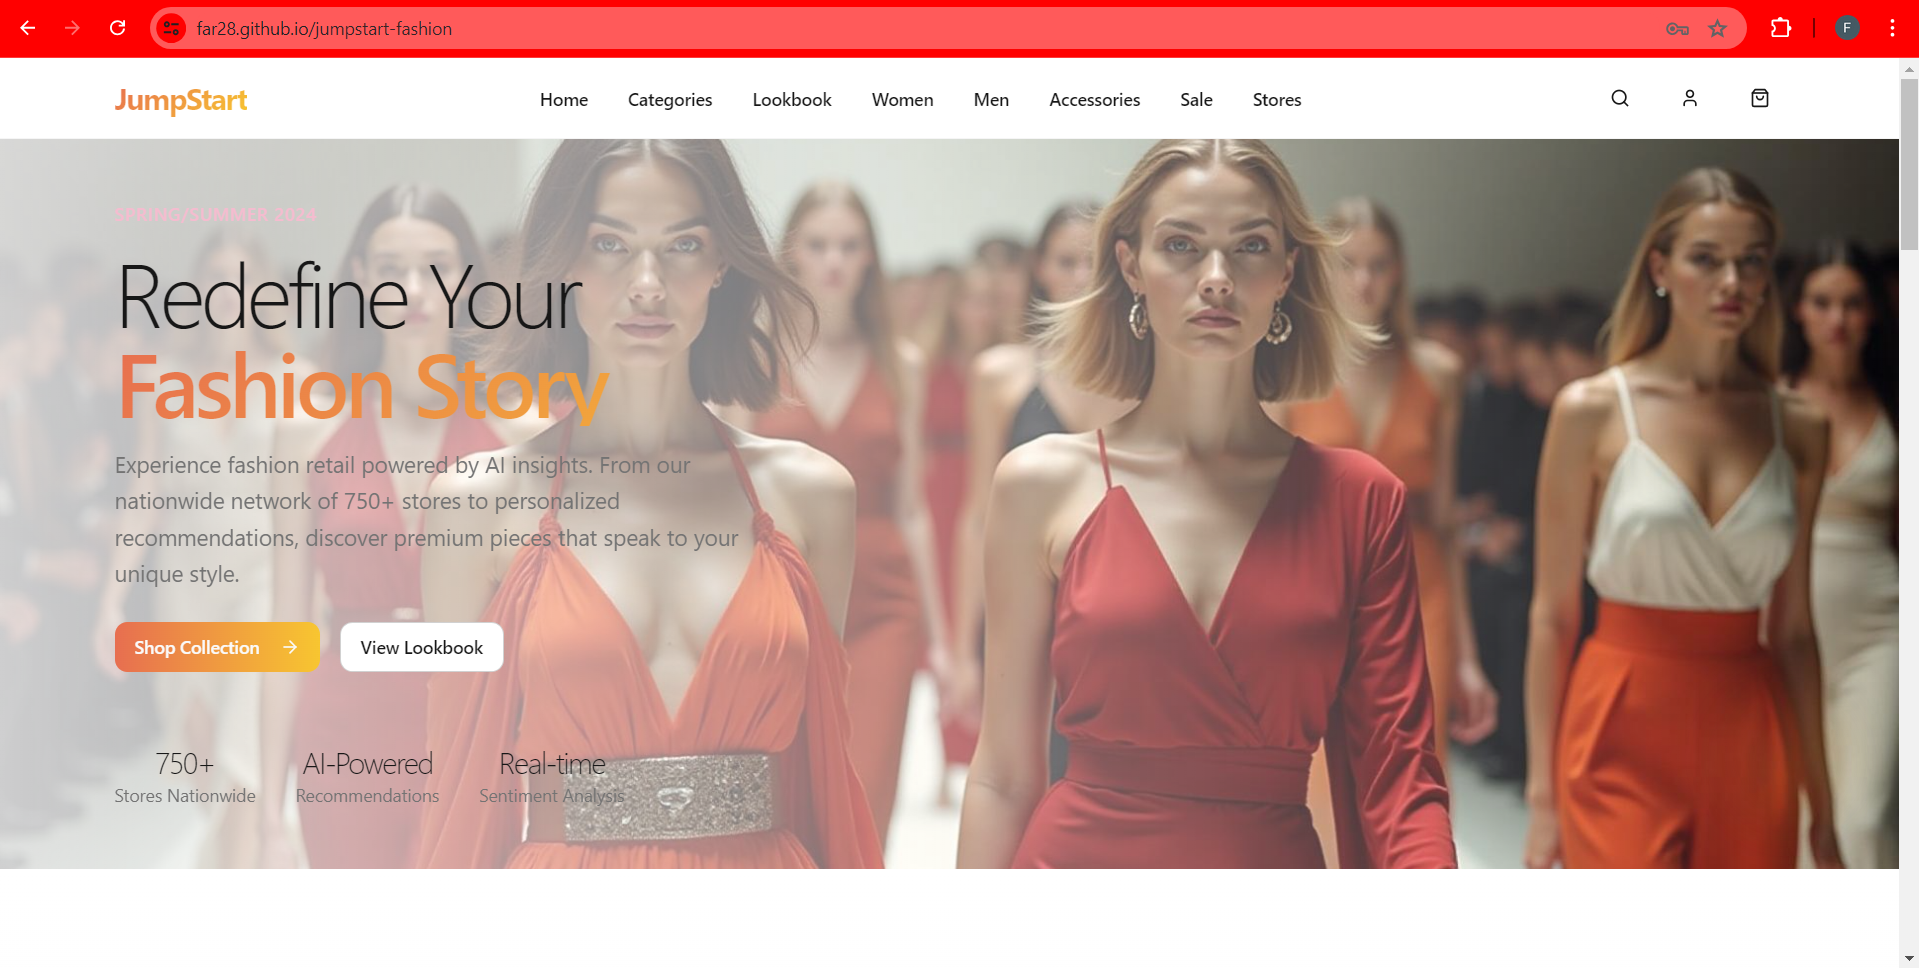 far28.github.io/jumpstart-fashion
F
JumpStart
Home Categories Lookbook Women Men Accessories Sale Stores
SPRING/SUMMER 2024
Redefine Your
Fashion Story
Experience fashion retail powered by AI insights. From our
nationwide network of 750+ stores to personalized
recommendations, discover premium pieces that speak to your
unique style.
Shop Collection
View Lookbook
750+
Stores Nationwide
AI-Powered
Recommendations
Real-time
Sentiment Analysis